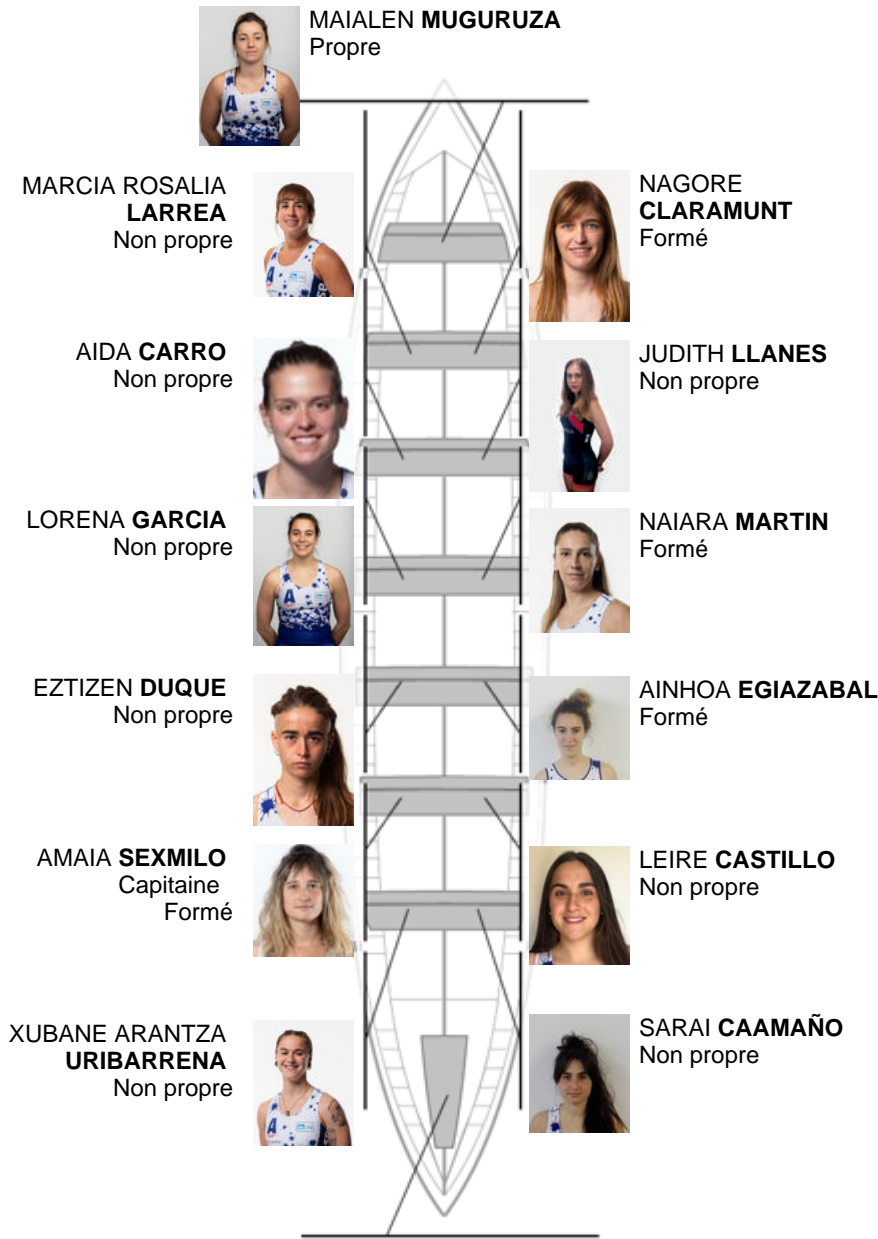 MAIALEN MUGURUZA
Propre
MARCIA ROSALIA
LARREA
Non propre
NAGORE
CLARAMUNT
Formé
AIDA CARRO
Non propre
JUDITH LLANES
Non propre
LORENA GARCIA
Non propre
NAIARA MARTIN
Formé
EZTIZEN DUQUE
Non propre
AINHOA EGIAZABAL
Formé
AMAIA SEXMILO
Capitaine
Formé
LEIRE CASTILLO
Non propre
XUBANE ARANTZA
URIBARRENA
Non propre
SARAI CAAMAÑO
Non propre